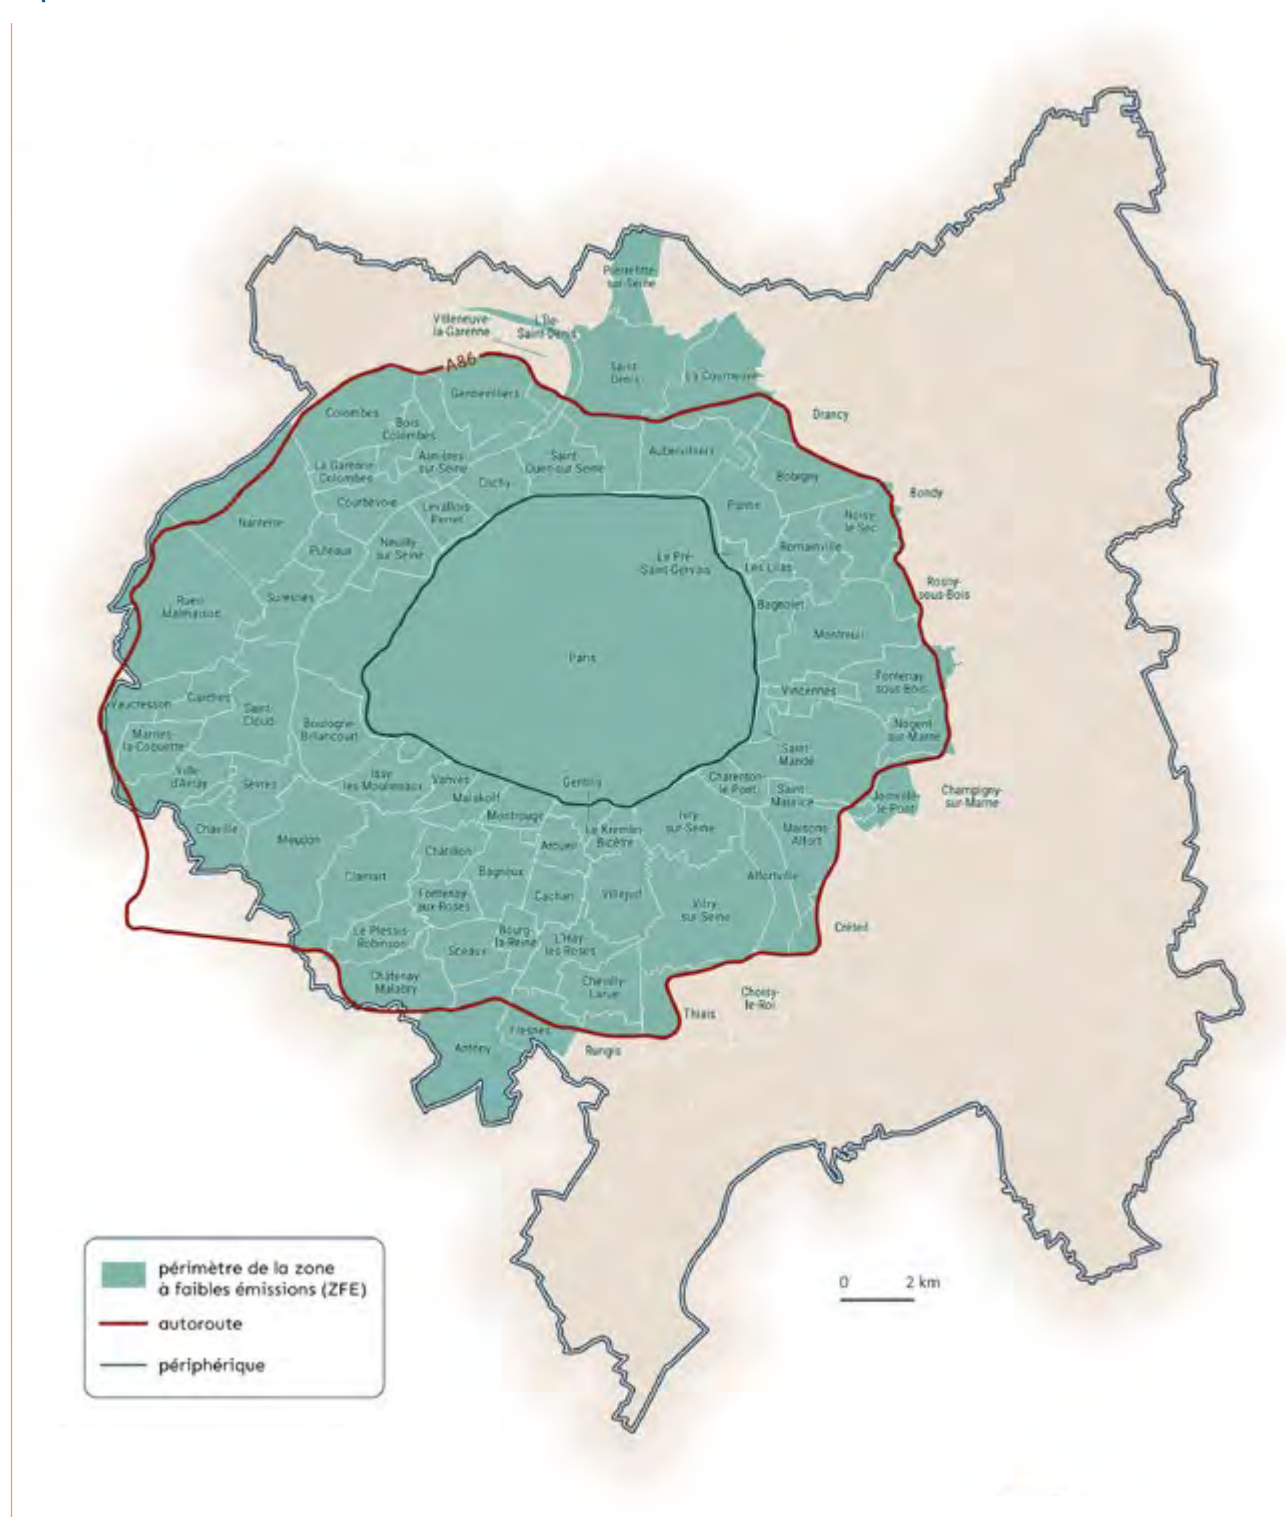 Pierrefitte-
sur-Seine
Villeneuve-
la-Garenne
L'Île-
Saint-Denis
A86
Saint-
Denis
La Courneuve
Gennevilliers
Colombes
Drancy
Bois
Colombes
Aubervilliers
Asnières
sur-Seine
Saint
Ouen-sur Seine
La Garenne
Colombes
Bobigny
Clichy
Bondy
Courbevoie
Levallois
Perret
Pantin
Noisy
le Sec
Nanterre
Puteaux
Neuilly
sur Seine
Romainville
Le Pré-
Saint Gervais
Les Lilas
Rosny-
sous-Bois
Rueil
Malmaison
Suresnes
Bagnolet
Montreuil
Paris
Fontenay
sous Bois
Vincennes
Garches
Vaucresson
Saint-
Cloud
Boulogne-
Billancourt
Nogent
sur-Marne
Marnes-
la-Coquette
Saint-
Mandé
Ville
d'Avray
Sèvres
Issy
les Moulineaux
Vanves
Gentilly
Charenton-
le Pont
Saint
Maurice
Joinville-
le-Pont
Champigny-
sur-Marne
Malakoff
Montrouge
Le Kremlin
Bicêtre
Ivry
sur-Seine
Maisons
Alfort
Chaville
Meudon
Châtillon
Arcueil
Clamart
Bagneux
Alfortville
Fontenay
aux-Roses
Cachan
Villejuif
Vitry
sur-Seine
Créteil
Le Plessis
Robinson
Bourg
la-Reine
L'Haÿ
les Roses
Sceaux
Châtenay
Malabry
Chevilly
Larue
Choisy-
le-Roi
Thiais
Fresnes
Antony
Rungis
périmètre de la zone
à faibles émissions (ZFE)
autoroute
périphérique
0 2 km